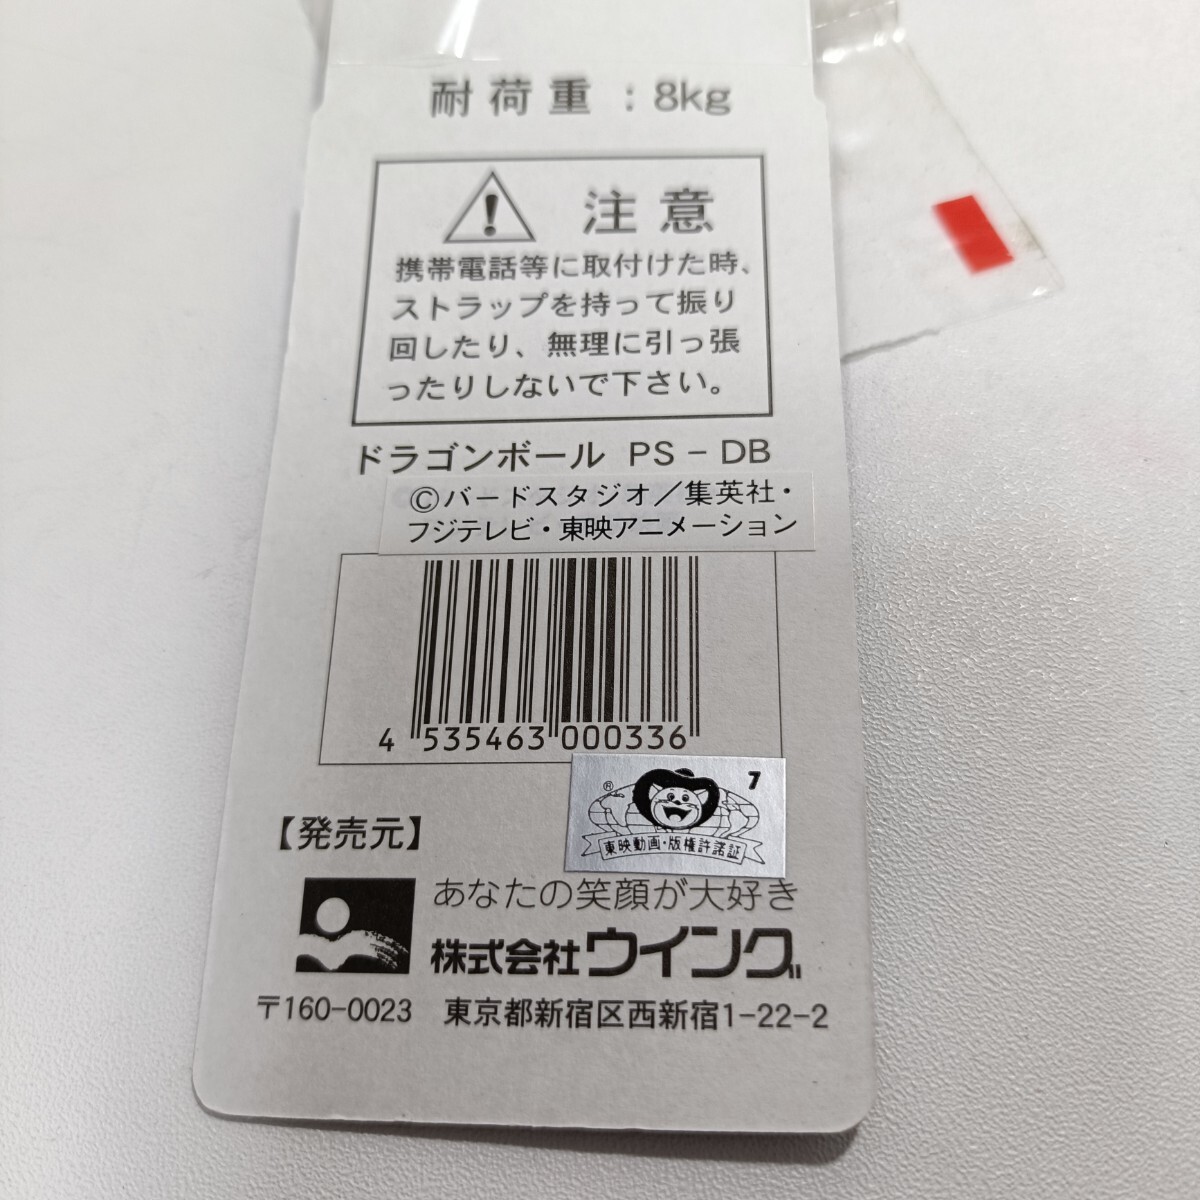 耐荷重 : 8kg
注意
携帯電話等に取付けた時、
ストラップを持って振り
回したり、無理に引っ張
ったりしないで下さい。
ドラゴンボール PS－DB
©バードスタジオ／集英社・
フジテレビ・東映アニメーション
4 535463 000336
7
®
東映動画・版権許諾証
【発売元】
あなたの笑顔が大好き
株式会社ウイング
〒160-0023 東京都新宿区西新宿1-22-2